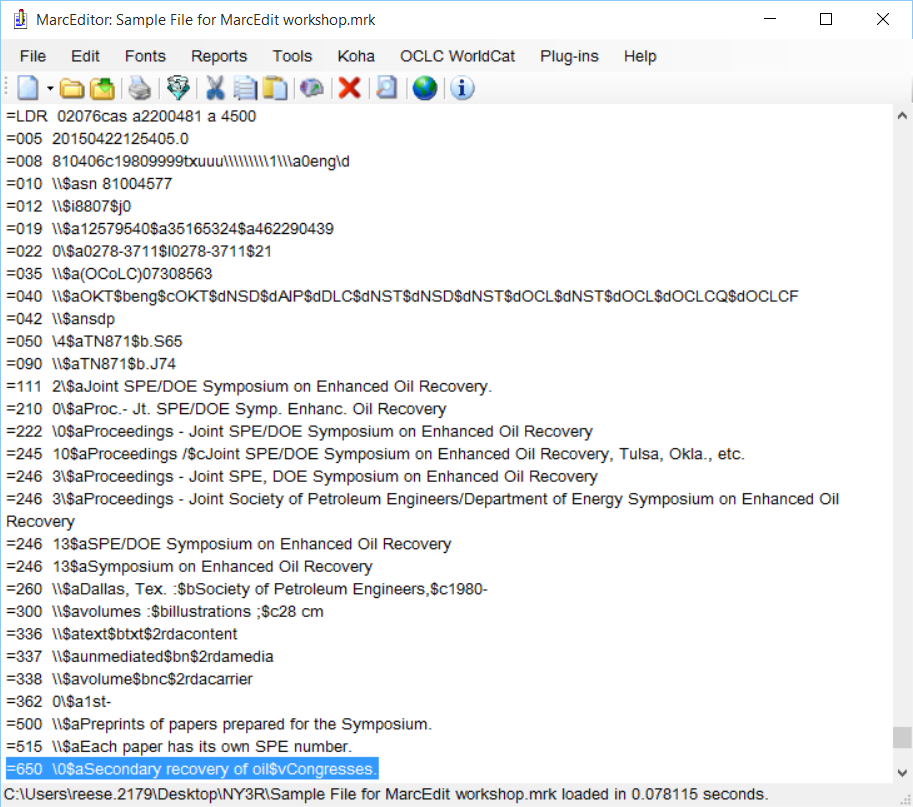 MarcEditor: Sample File for MarcEdit workshop.mrk
File Edit Fonts Reports Tools Koha OCLC WorldCat Plug-ins Help
=LDR  02076cas a2200481 a 4500
=005  20150422125405.0
=008  810406c19809999txuuu\\\\\\\\\1\\\a0eng\d
=010  \\$asn 81004577
=012  \\$i8807$j0
=019  \\$a12579540$a35165324$a462290439
=022  0\$a0278-3711$l0278-3711$21
=035  \\$a(OCoLC)07308563
=040  \\$aOKT$beng$cOKT$dNSD$dAIP$dDLC$dNST$dNSD$dNST$dOCL$dNST$dOCL$dOCLCQ$dOCLCF
=042  \\$ansdp
=050  \4$aTN871$b.S65
=090  \\$aTN871$b.J74
=111  2\$aJoint SPE/DOE Symposium on Enhanced Oil Recovery.
=210  0\$aProc.- Jt. SPE/DOE Symp. Enhanc. Oil Recovery
=222  \0$aProceedings - Joint SPE/DOE Symposium on Enhanced Oil Recovery
=245  10$aProceedings /$cJoint SPE/DOE Symposium on Enhanced Oil Recovery, Tulsa, Okla., etc.
=246  3\$aProceedings - Joint SPE, DOE Symposium on Enhanced Oil Recovery
=246  3\$aProceedings - Joint Society of Petroleum Engineers/Department of Energy Symposium on Enhanced Oil
Recovery
=246  13$aSPE/DOE Symposium on Enhanced Oil Recovery
=246  13$aSymposium on Enhanced Oil Recovery
=260  \\$aDallas, Tex. :$bSociety of Petroleum Engineers,$c1980-
=300  \\$avolumes :$billustrations ;$c28 cm
=336  \\$atext$btxt$2rdacontent
=337  \\$aunmediated$bn$2rdamedia
=338  \\$avolume$bnc$2rdacarrier
=362  0\$a1st-
=500  \\$aPreprints of papers prepared for the Symposium.
=515  \\$aEach paper has its own SPE number.
=650  \0$aSecondary recovery of oil$vCongresses.
C:\Users\reese.2179\Desktop\NY3R\Sample File for MarcEdit workshop.mrk loaded in 0.078115 seconds.